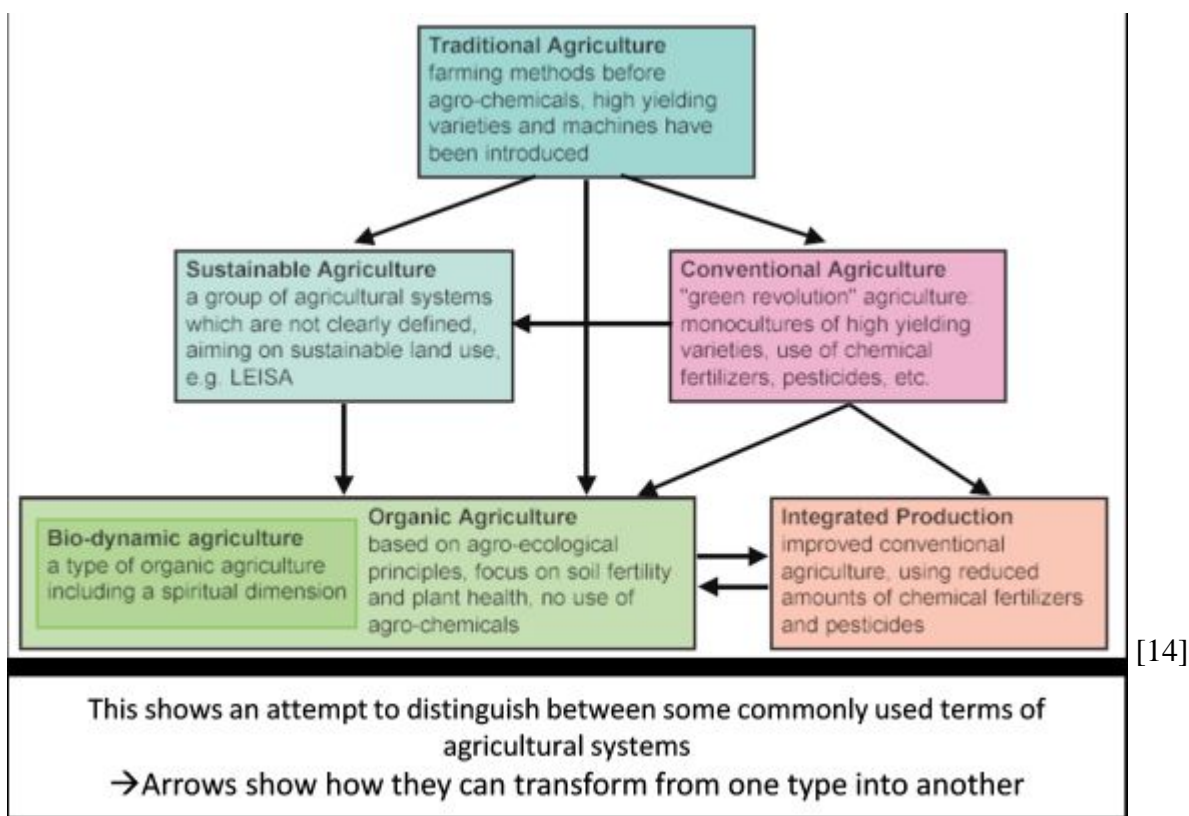 Traditional Agriculture
farming methods before
agro-chemicals, high yielding
varieties and machines have
been introduced
Sustainable Agriculture
a group of agricultural systems
which are not clearly defined,
aiming on sustainable land use,
e.g. LEISA
Conventional Agriculture
"green revolution" agriculture:
monocultures of high yielding
varieties, use of chemical
fertilizers, pesticides, etc.
Bio-dynamic agriculture
a type of organic agriculture
including a spiritual dimension
Organic Agriculture
based on agro-ecological
principles, focus on soil fertility
and plant health, no use of
agro-chemicals
Integrated Production
improved conventional
agriculture, using reduced
amounts of chemical fertilizers
and pesticides
[14]
This shows an attempt to distinguish between some commonly used terms of
agricultural systems
→Arrows show how they can transform from one type into another